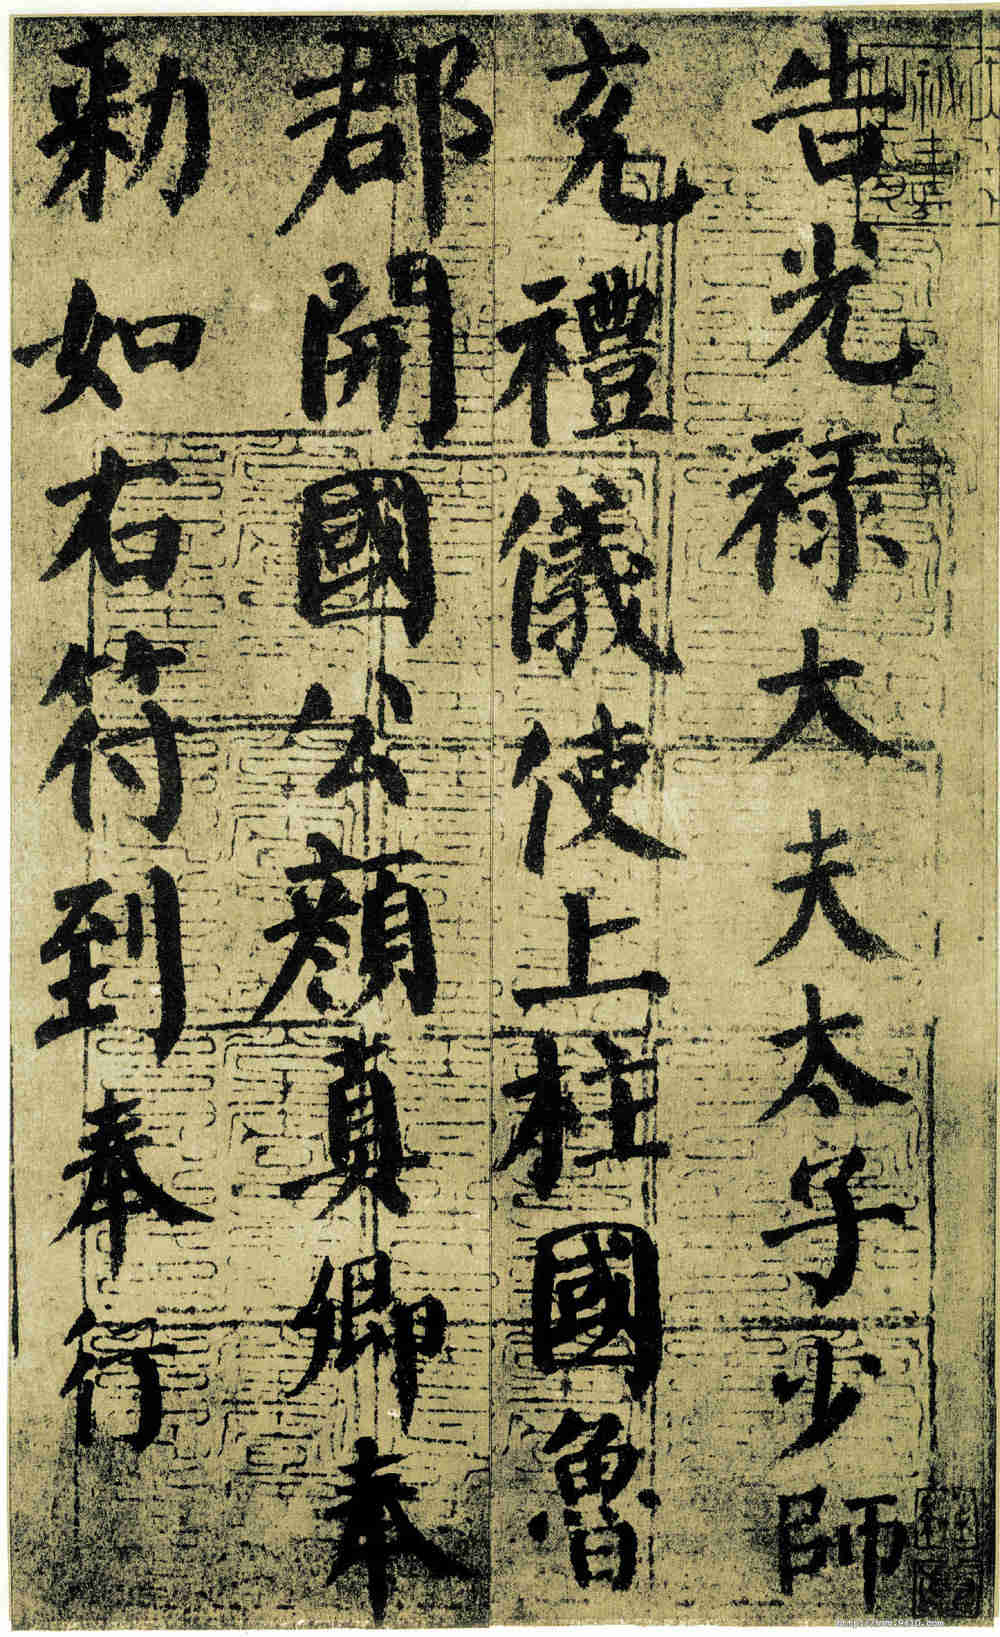 告光祿大夫太子少師
充禮儀使上柱國魯
郡開國公顏真卿奉
勅如右符到奉行